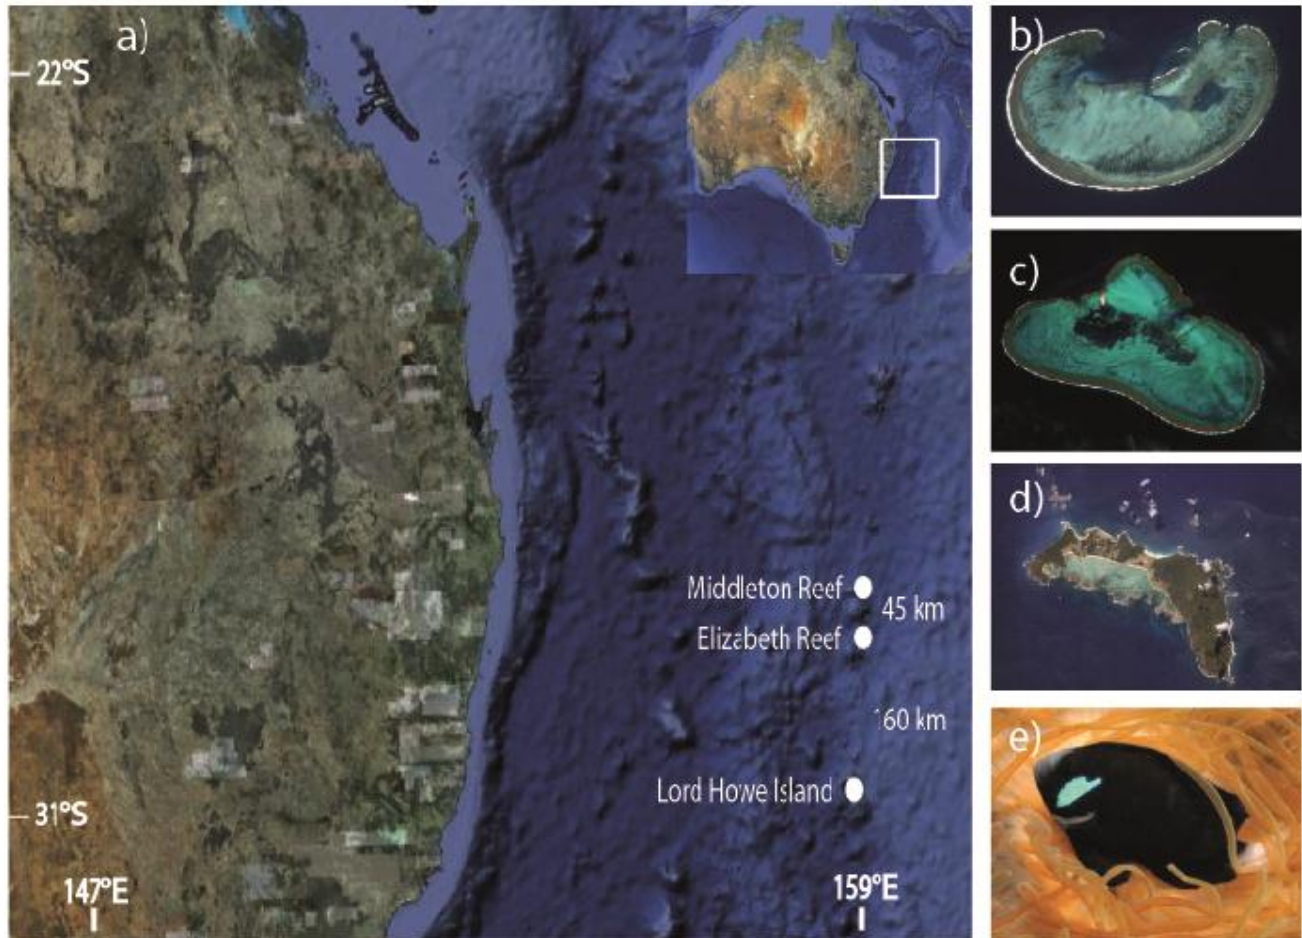 a)
22°S
Middleton Reef
45 km
Elizabeth Reef
160 km
Lord Howe Island
31°S
147°E
159°E
b)
c)
d)
e)